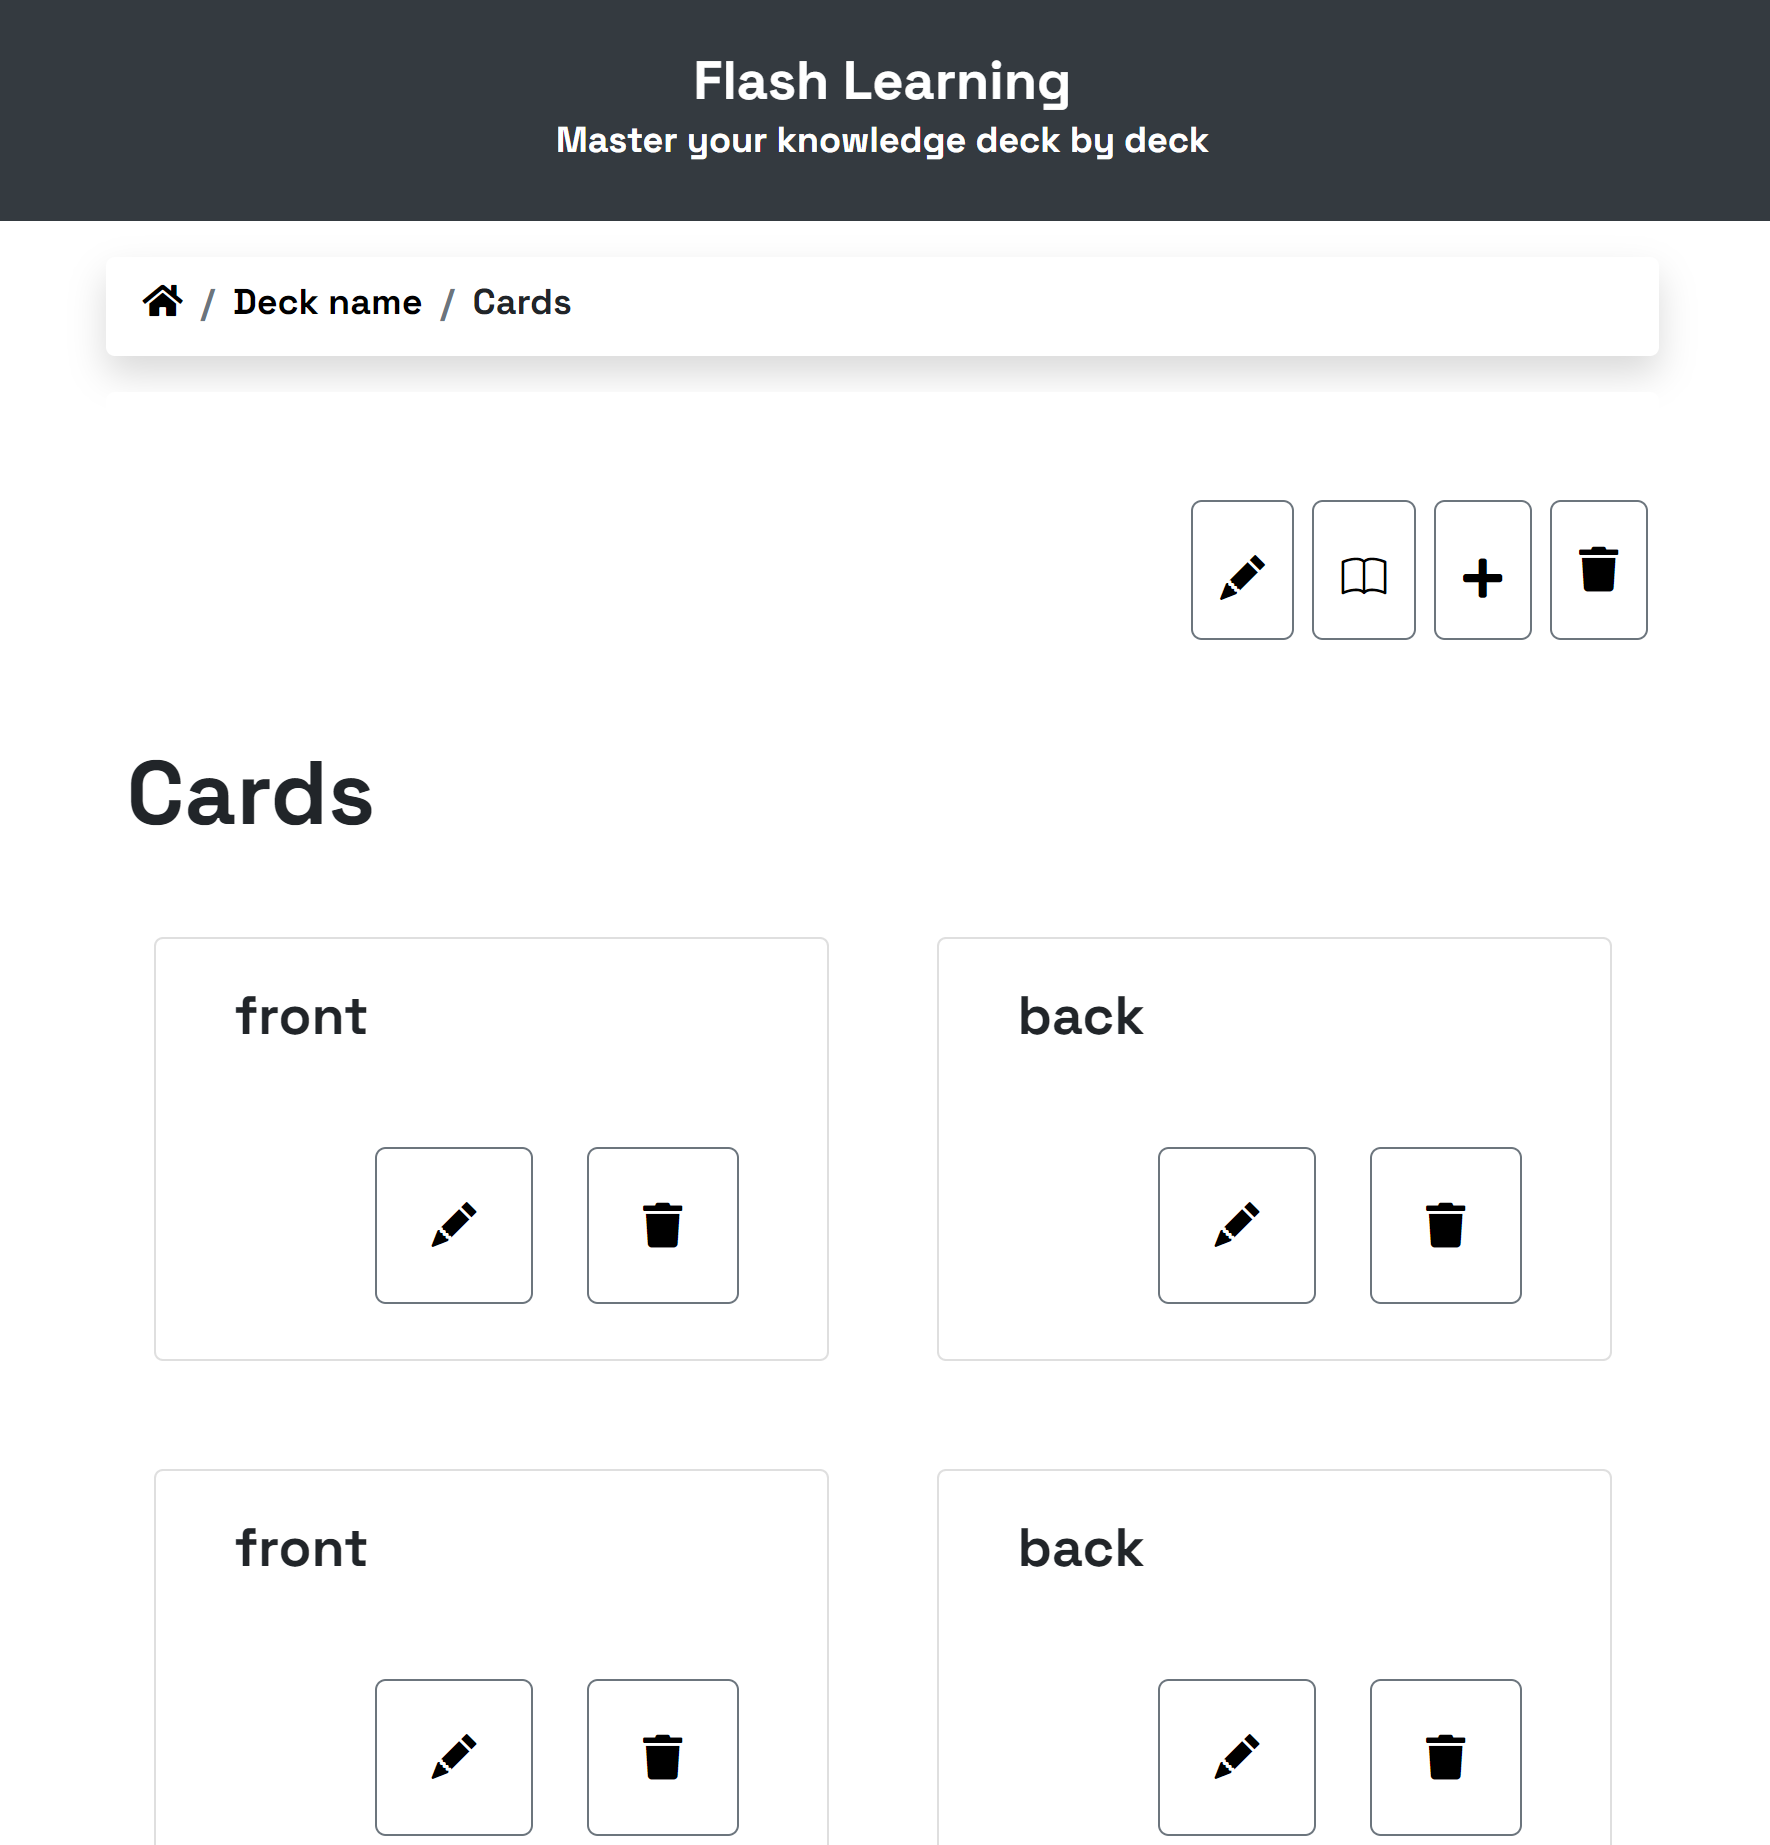 Flash Learning
Master your knowledge deck by deck
/ Deck name / Cards
Cards
front
back
front
back